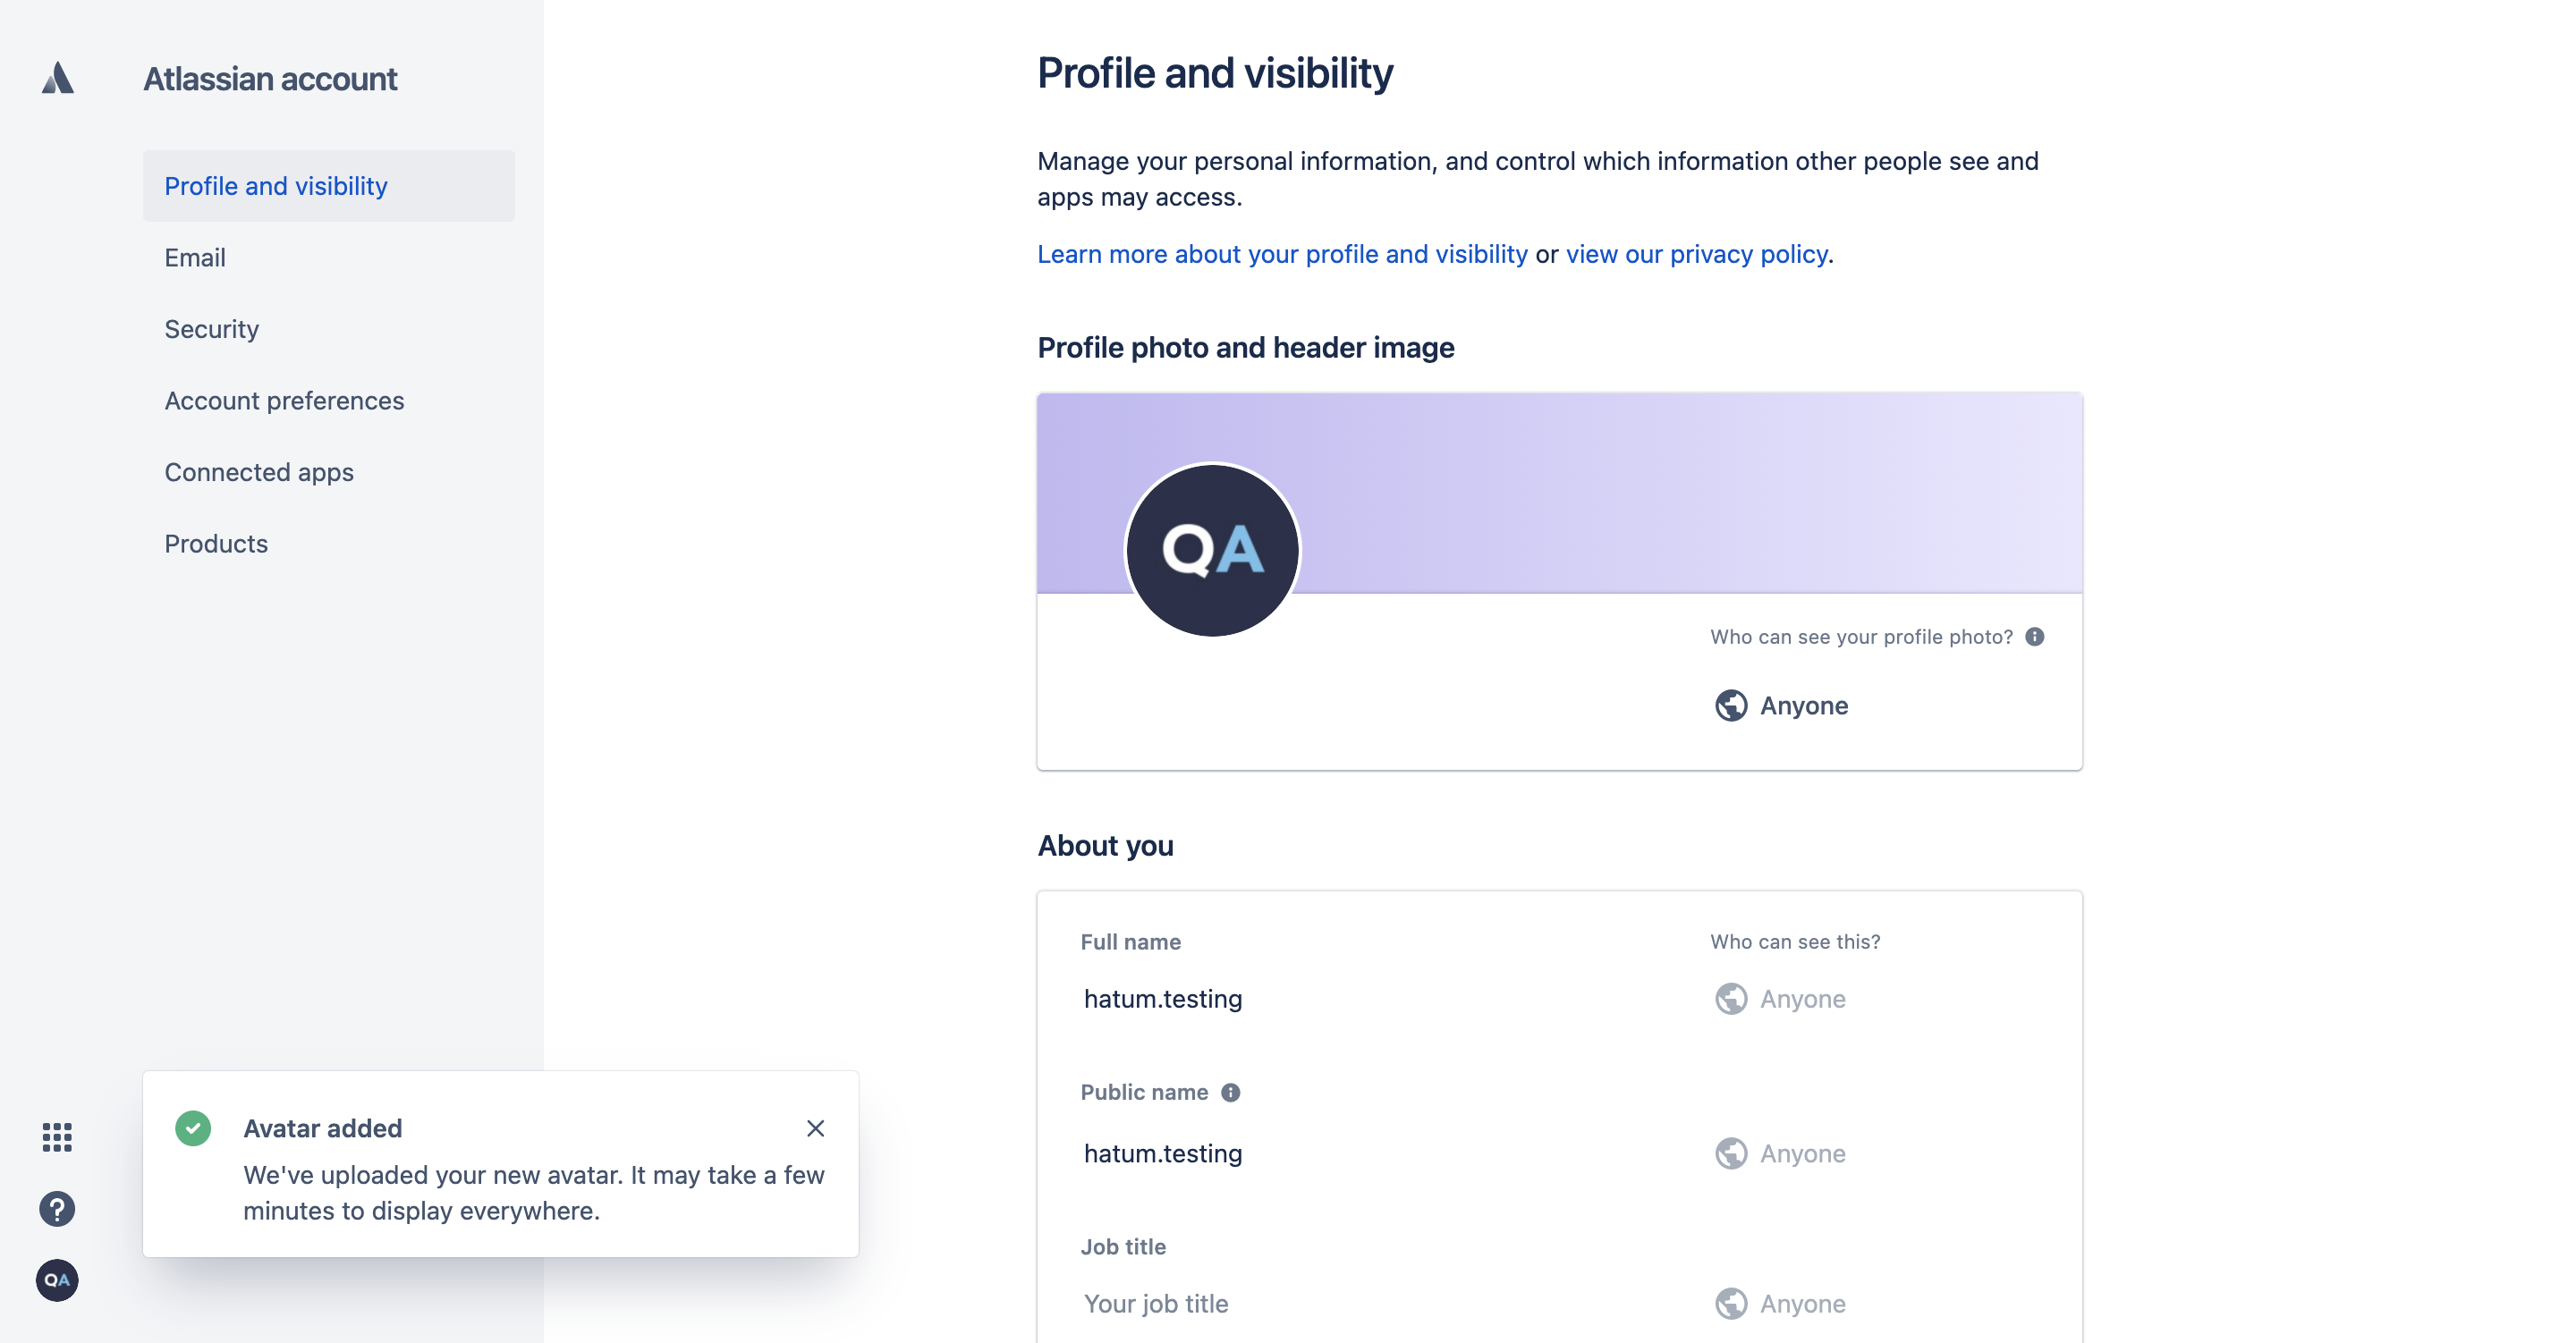 Atlassian account
Profile and visibility
Email
Security
Account preferences
Connected apps
Products
Profile and visibility
Manage your personal information, and control which information other people see and
apps may access.
Learn more about your profile and visibility or view our privacy policy.
Profile photo and header image
QA
Who can see your profile photo?
Anyone
About you
Full name
Who can see this?
hatum.testing
Anyone
Public name
hatum.testing
Anyone
Job title
Your job title
Anyone
Avatar added
We've uploaded your new avatar. It may take a few
minutes to display everywhere.
QA